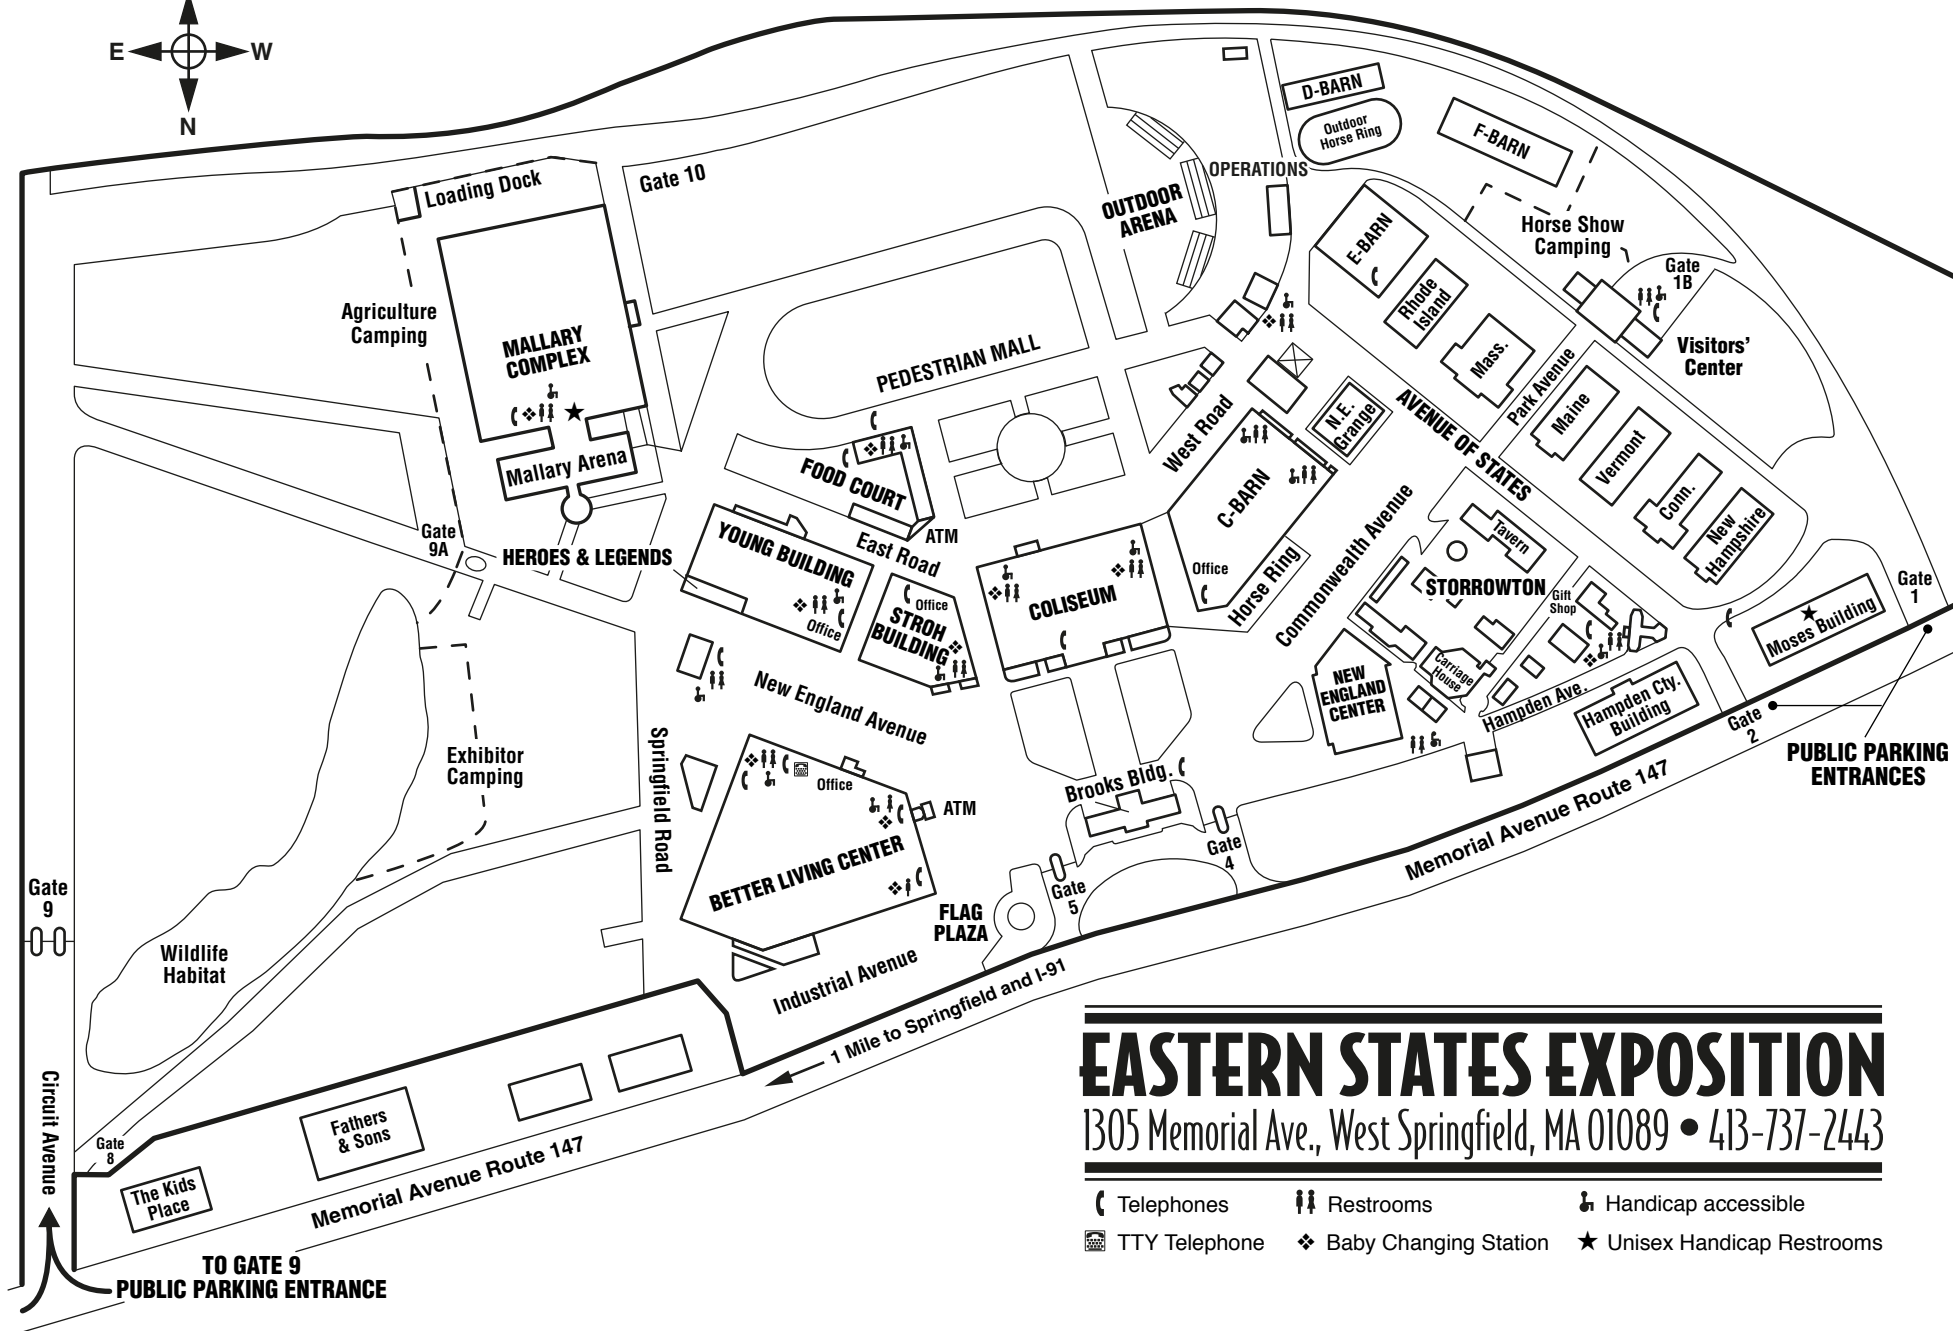 E
W
N
Loading Dock
Gate 10
MALLARY
COMPLEX
Agriculture
Camping
Mallary Arena
Gate
9A
HEROES & LEGENDS
PEDESTRIAN MALL
FOOD COURT
ATM
East Road
YOUNG BUILDING
Office
Office
STROH
BUILDING
OUTDOOR
ARENA
OPERATIONS
D-BARN
Outdoor
Horse Ring
F-BARN
Horse Show
Camping
E-BARN
Rhode
Island
Mass.
Gate
1B
Visitors'
Center
Park Avenue
Maine
Vermont
Conn.
New
Hampshire
AVENUE OF STATES
N.E.
Grange
West Road
C-BARN
Office
Horse Ring
Commonwealth Avenue
COLISEUM
Tavern
STORROWTON
Gift
Shop
Carriage
House
NEW
ENGLAND
CENTER
Hampden Ave.
Hampden Cty.
Building
Moses Building
Gate
1
Gate
2
PUBLIC PARKING
ENTRANCES
Memorial Avenue Route 147
Brooks Bldg.
Gate
4
Gate
5
FLAG
PLAZA
New England Avenue
Springfield Road
Office
ATM
BETTER LIVING CENTER
Industrial Avenue
1 Mile to Springfield and I-91
Exhibitor
Camping
Wildlife
Habitat
Gate
9
Circuit Avenue
Gate
8
The Kids
Place
Fathers
& Sons
Memorial Avenue Route 147
TO GATE 9
PUBLIC PARKING ENTRANCE
EASTERN STATES EXPOSITION
1305 Memorial Ave., West Springfield, MA 01089 • 413-737-2443
Telephones
Restrooms
Handicap accessible
TTY Telephone
Baby Changing Station
Unisex Handicap Restrooms